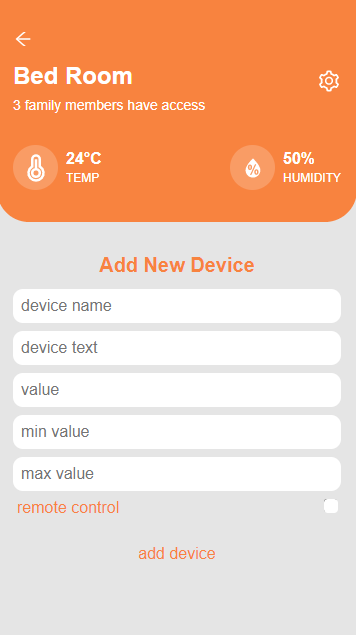 Bed Room
3 family members have access
24°C
TEMP
%
50%
HUMIDITY
Add New Device
device name
device text
value
min value
max value
remote control
add device